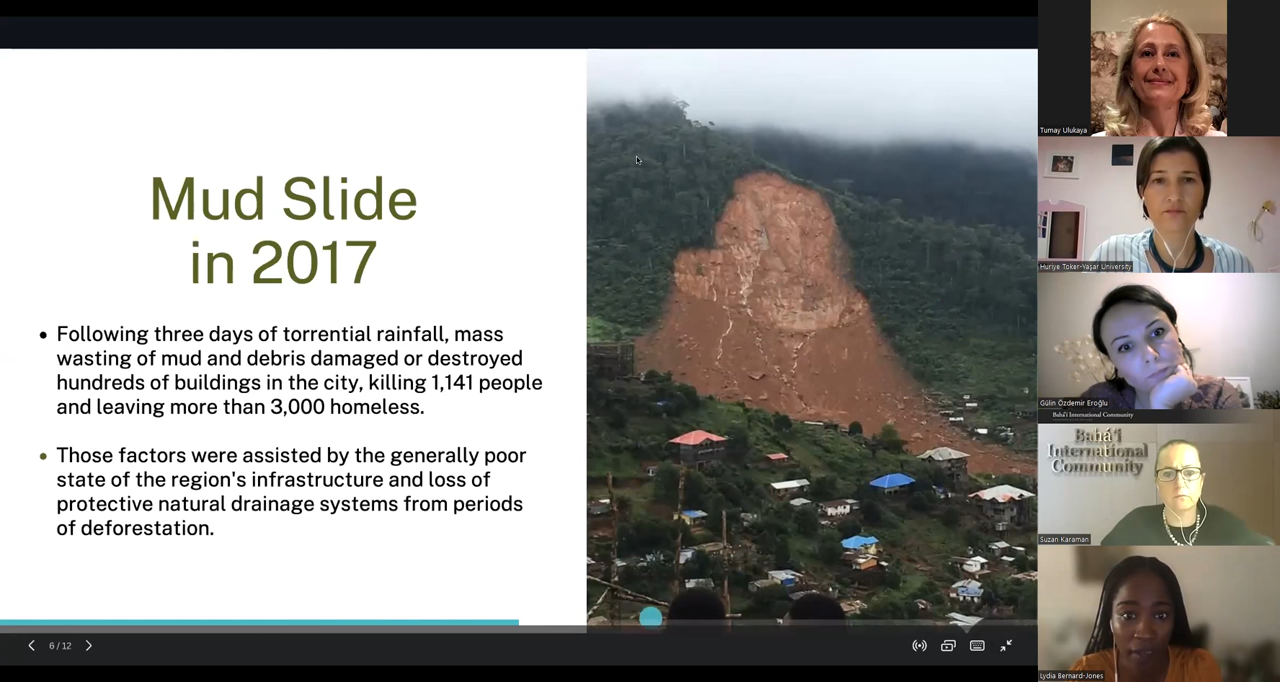 Mud Slide
in 2017
• Following three days of torrential rainfall, mass
wasting of mud and debris damaged or destroyed
hundreds of buildings in the city, killing 1,141 people
and leaving more than 3,000 homeless.
• Those factors were assisted by the generally poor
state of the region's infrastructure and loss of
protective natural drainage systems from periods
of deforestation.
6 / 12
Tumay Ulukaya
Huriye Toker-Yaşar University
Gülin Özdemir Eroğlu
Bahá'í International Community
Bahá'í
International
Community
Suzan Karaman
Lydia Bernard-Jones